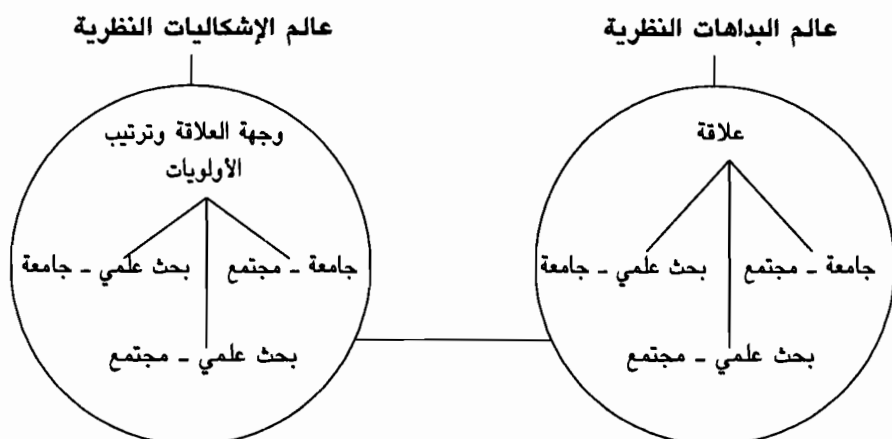 عالم البداهات النظرية
علاقة
جامعة ـ مجتمع
بحث علمي ـ جامعة
بحث علمي ـ مجتمع
عالم الإشكاليات النظرية
وجهة العلاقة وترتيب
الأولويات
جامعة ـ مجتمع
بحث علمي ـ جامعة
بحث علمي ـ مجتمع